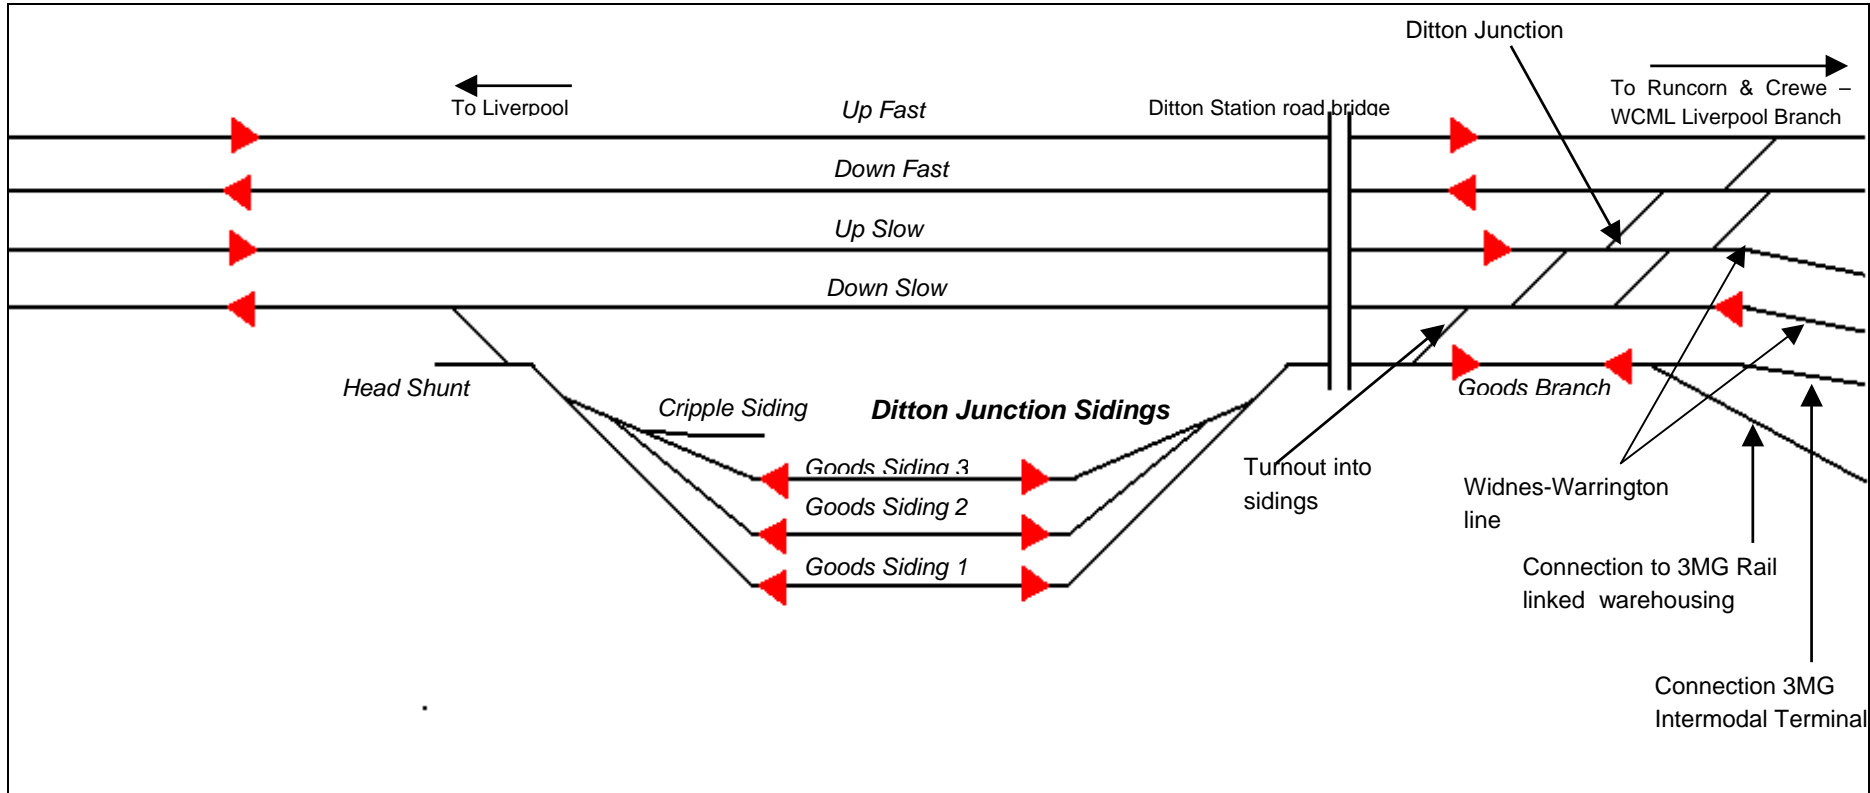 Ditton Junction
To Liverpool
Up Fast
Ditton Station road bridge
To Runcorn & Crewe –
WCML Liverpool Branch
Down Fast
Up Slow
Down Slow
Head Shunt
Cripple Siding
Ditton Junction Sidings
Goods Branch
Goods Siding 3
Goods Siding 2
Goods Siding 1
Turnout into
sidings
Widnes-Warrington
line
Connection to 3MG Rail
linked warehousing
Connection 3MG
Intermodal Terminal